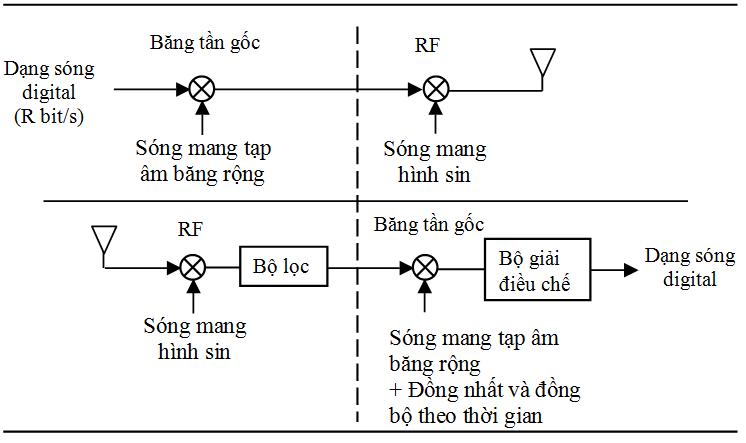 Băng tần gốc
RF
Dạng sóng
digital
(R bit/s)
Sóng mang tạp
âm băng rộng
Sóng mang
hình sin
RF
Băng tần gốc
Bộ lọc
Bộ giải
điều chế
Dạng sóng
digital
Sóng mang
hình sin
Sóng mang tạp âm
băng rộng
+ Đồng nhất và đồng
bộ theo thời gian